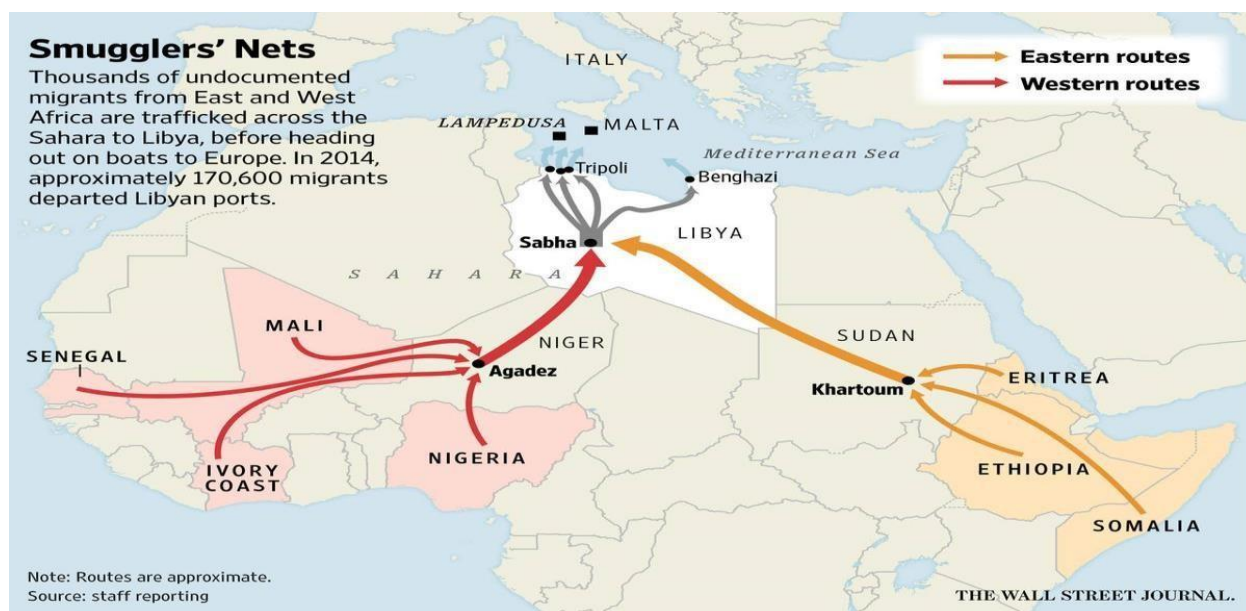 Smugglers' Nets
Thousands of undocumented
migrants from East and West
Africa are trafficked across the
Sahara to Libya, before heading
out on boats to Europe. In 2014,
approximately 170,600 migrants
departed Libyan ports.
Eastern routes
Western routes
ITALY
LAMPEDUSA
MALTA
Mediterranean Sea
Tripoli
Benghazi
Sabha
LIBYA
SAHARA
MALI
NIGER
SUDAN
SENEGAL
Agadez
Khartoum
ERITREA
IVORY
COAST
NIGERIA
ETHIOPIA
SOMALIA
Note: Routes are approximate.
Source: staff reporting
THE WALL STREET JOURNAL.